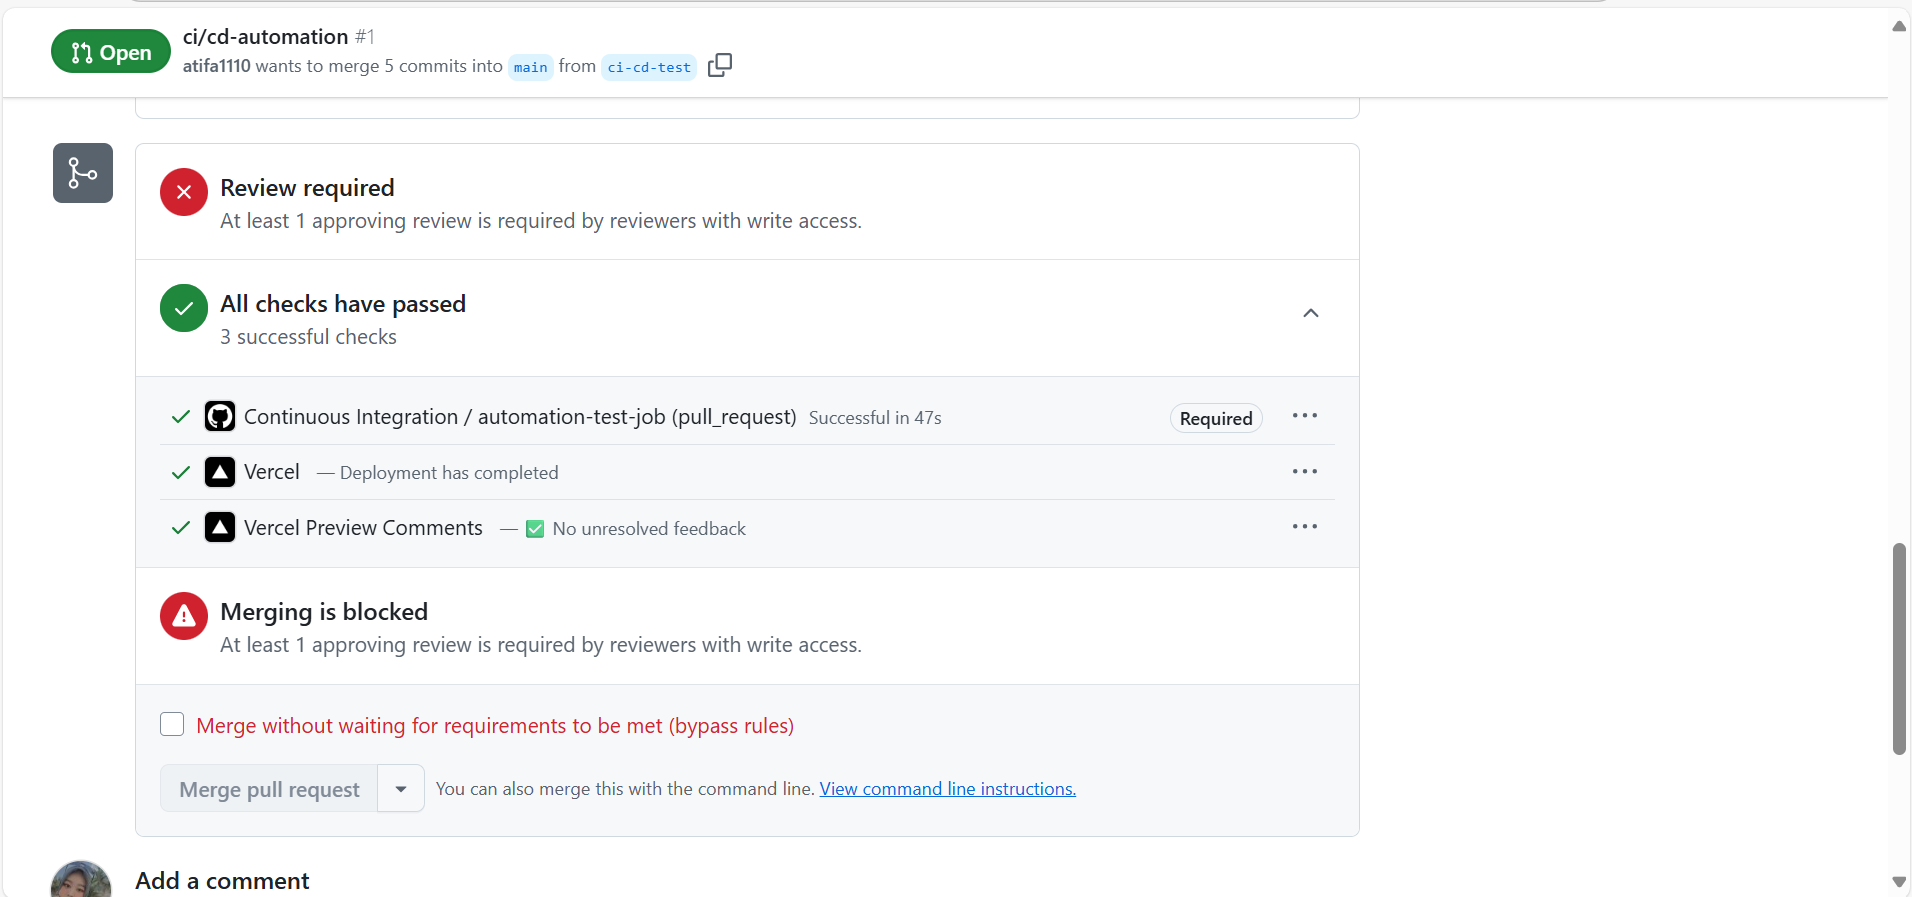 Open
ci/cd-automation #1
atifa1110 wants to merge 5 commits into main from ci-cd-test
Review required
At least 1 approving review is required by reviewers with write access.
All checks have passed
3 successful checks
Continuous Integration / automation-test-job (pull_request) Successful in 47s Required
Vercel — Deployment has completed
Vercel Preview Comments — ✅ No unresolved feedback
Merging is blocked
At least 1 approving review is required by reviewers with write access.
Merge without waiting for requirements to be met (bypass rules)
Merge pull request You can also merge this with the command line. View command line instructions.
Add a comment